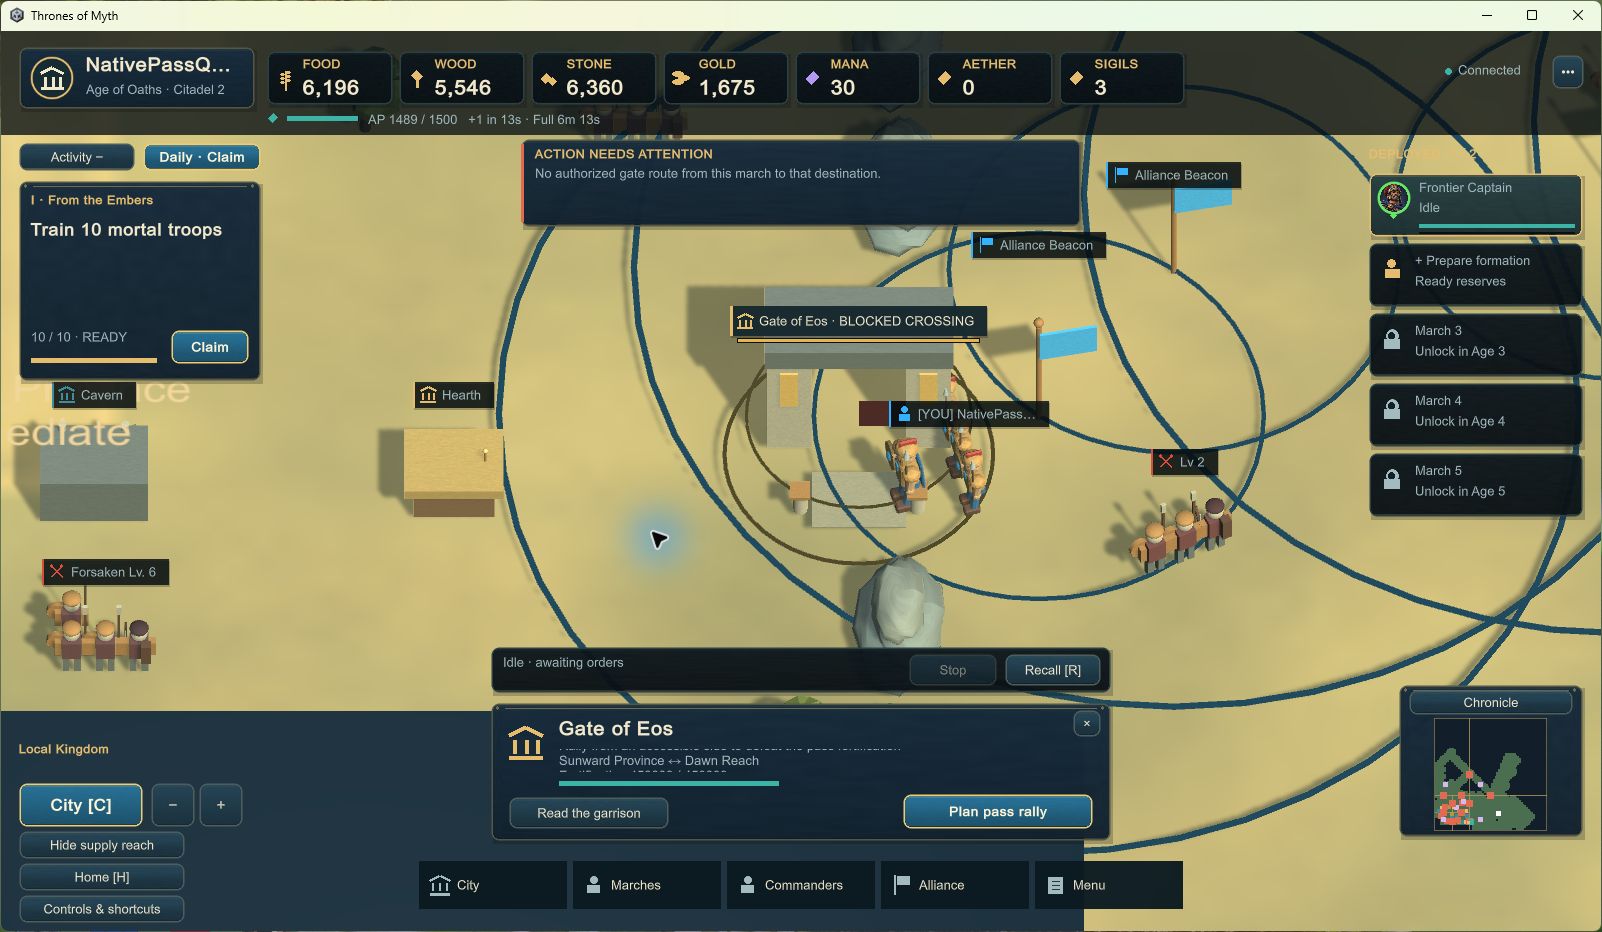 Thrones of Myth
NativePassQ...
Age of Oaths · Citadel 2
FOOD
6,196
WOOD
5,546
STONE
6,360
GOLD
1,675
MANA
30
AETHER
0
SIGILS
3
Connected
AP 1489 / 1500 +1 in 13s · Full 6m 13s
Activity –
Daily · Claim
I · From the Embers
Train 10 mortal troops
10 / 10 · READY
Claim
ACTION NEEDS ATTENTION
No authorized gate route from this march to that destination.
Alliance Beacon
Alliance Beacon
Gate of Eos · BLOCKED CROSSING
[YOU] NativePass...
Lv 2
Cavern
Hearth
Forsaken Lv. 6
Frontier Captain
Idle
+ Prepare formation
Ready reserves
March 3
Unlock in Age 3
March 4
Unlock in Age 4
March 5
Unlock in Age 5
Idle · awaiting orders
Stop
Recall [R]
Gate of Eos
Sunward Province ↔ Dawn Reach
Read the garrison
Plan pass rally
Chronicle
Local Kingdom
City [C]
−
+
Hide supply reach
Home [H]
Controls & shortcuts
City
Marches
Commanders
Alliance
Menu